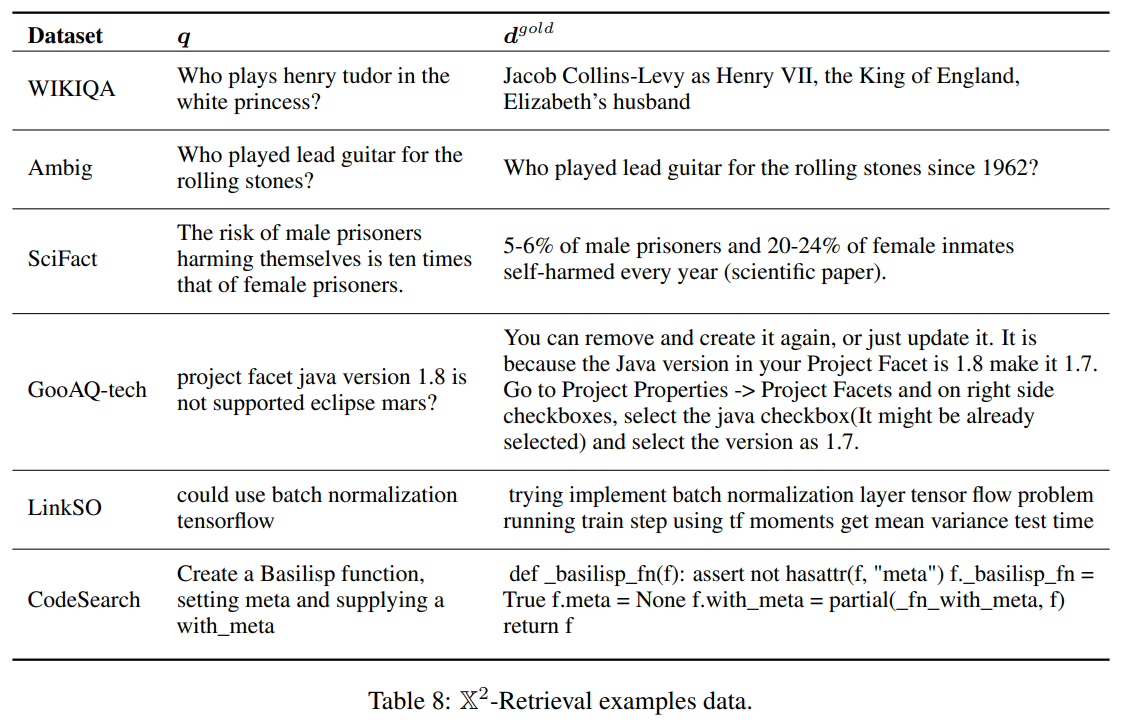 Dataset q d^gold
WIKIQA
Who plays henry tudor in the
white princess?
Jacob Collins-Levy as Henry VII, the King of England,
Elizabeth's husband
Ambig
Who played lead guitar for the
rolling stones?
Who played lead guitar for the rolling stones since 1962?
SciFact
The risk of male prisoners
harming themselves is ten times
that of female prisoners.
5-6% of male prisoners and 20-24% of female inmates
self-harmed every year (scientific paper).
GooAQ-tech
project facet java version 1.8 is
not supported eclipse mars?
You can remove and create it again, or just update it. It is
because the Java version in your Project Facet is 1.8 make it 1.7.
Go to Project Properties -> Project Facets and on right side
checkboxes, select the java checkbox(It might be already
selected) and select the version as 1.7.
LinkSO
could use batch normalization
tensorflow
trying implement batch normalization layer tensor flow problem
running train step using tf moments get mean variance test time
CodeSearch
Create a Basilisp function,
setting meta and supplying a
with_meta
def _basilisp_fn(f): assert not hasattr(f, "meta") f._basilisp_fn =
True f.meta = None f.with_meta = partial(_fn_with_meta, f)
return f
Table 8: 𝕏²-Retrieval examples data.